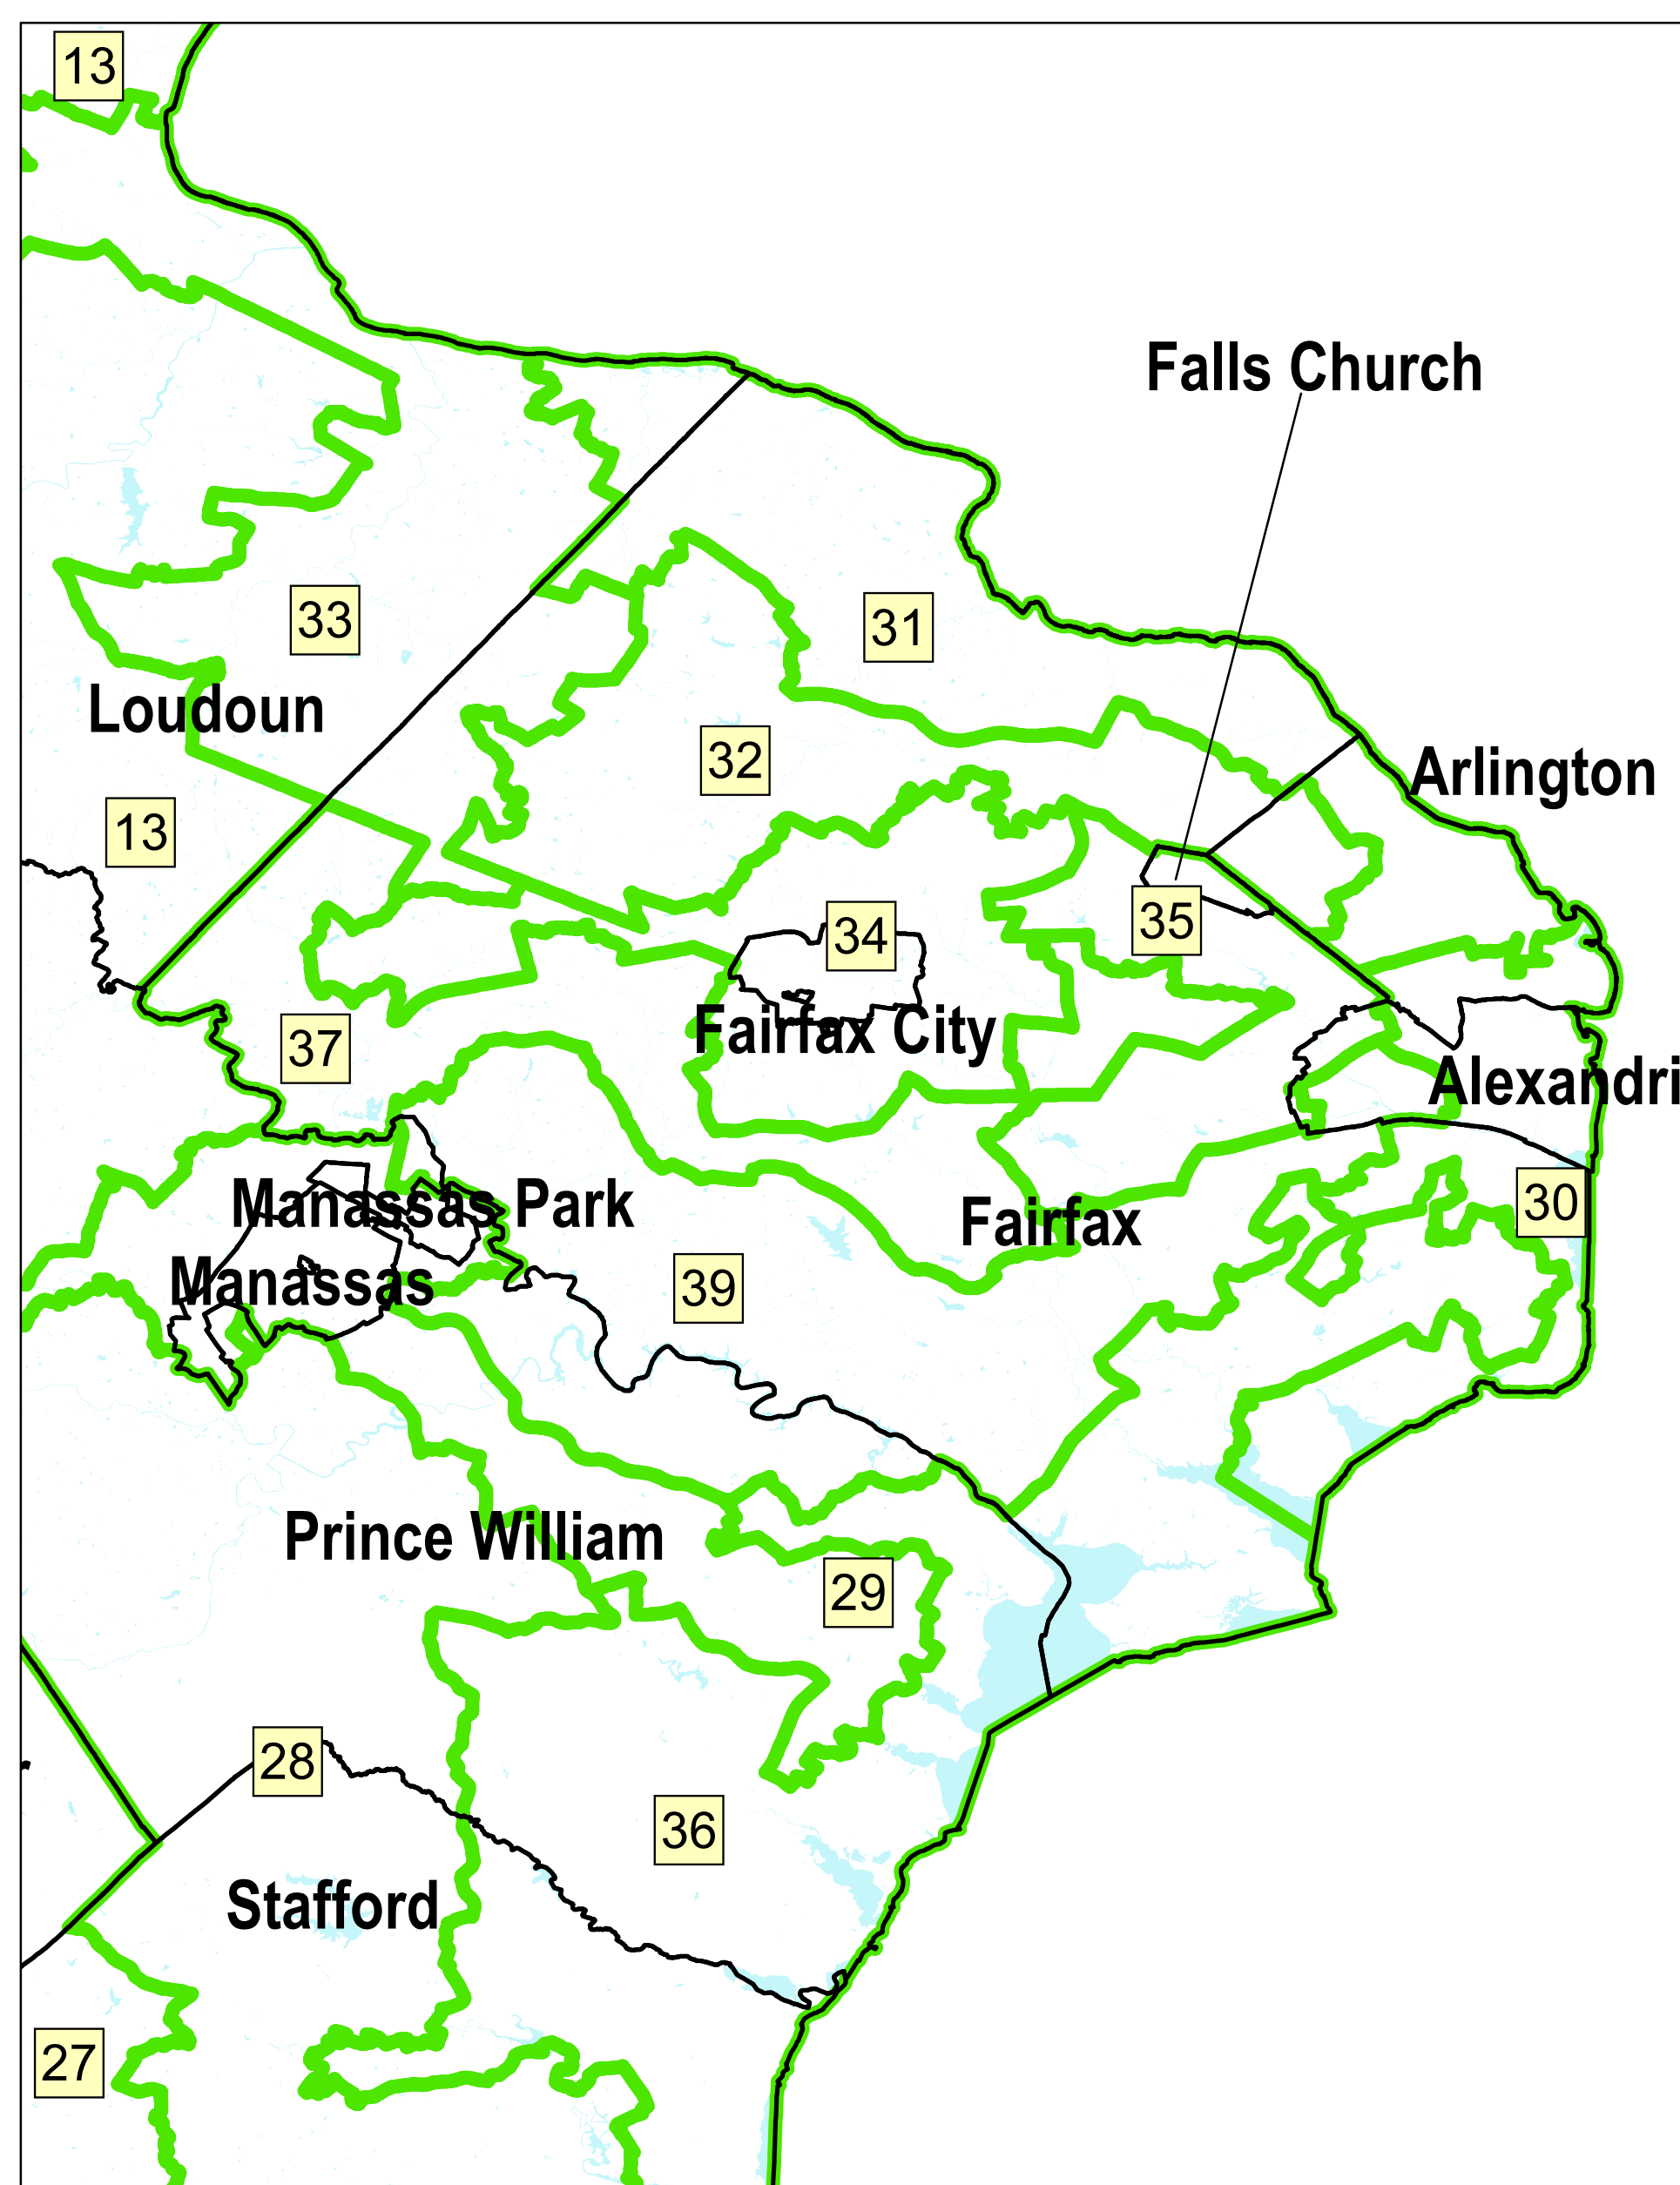 13
Falls Church
33
31
Loudoun
32
Arlington
13
35
34
Fairfax City
37
Alexandri
Manassas Park
30
Fairfax
Manassas
39
Prince William
29
28
36
Stafford
27